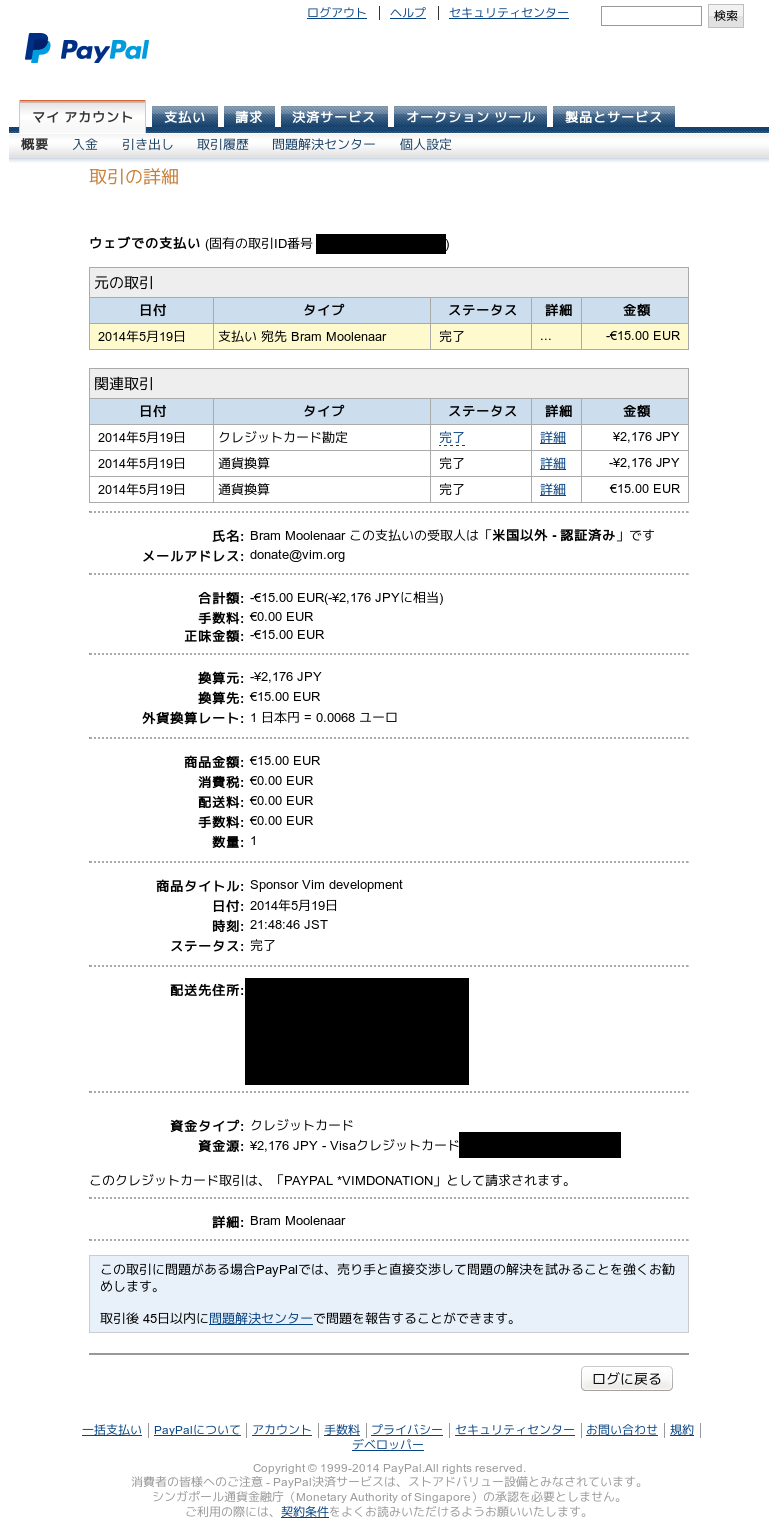 ログアウト ヘルプ セキュリティセンター 検索
PayPal
マイ アカウント 支払い 請求 決済サービス オークション ツール 製品とサービス
概要 入金 引き出し 取引履歴 問題解決センター 個人設定
取引の詳細
ウェブでの支払い (固有の取引ID番号 )
元の取引
日付 タイプ ステータス 詳細 金額
2014年5月19日 支払い 宛先 Bram Moolenaar 完了 ... -€15.00 EUR
関連取引
日付 タイプ ステータス 詳細 金額
2014年5月19日 クレジットカード勘定 完了 詳細 ¥2,176 JPY
2014年5月19日 通貨換算 完了 詳細 -¥2,176 JPY
2014年5月19日 通貨換算 完了 詳細 €15.00 EUR
氏名: Bram Moolenaar この支払いの受取人は「米国以外 - 認証済み」です
メールアドレス: donate@vim.org
合計額: -€15.00 EUR(-¥2,176 JPYに相当)
手数料: €0.00 EUR
正味金額: -€15.00 EUR
換算元: -¥2,176 JPY
換算先: €15.00 EUR
外貨換算レート: 1 日本円 = 0.0068 ユーロ
商品金額: €15.00 EUR
消費税: €0.00 EUR
配送料: €0.00 EUR
手数料: €0.00 EUR
数量: 1
商品タイトル: Sponsor Vim development
日付: 2014年5月19日
時刻: 21:48:46 JST
ステータス: 完了
配送先住所:
資金タイプ: クレジットカード
資金源: ¥2,176 JPY - Visaクレジットカード
このクレジットカード取引は、「PAYPAL *VIMDONATION」として請求されます。
詳細: Bram Moolenaar
この取引に問題がある場合PayPalでは、売り手と直接交渉して問題の解決を試みることを強くお勧
めします。
取引後 45日以内に問題解決センターで問題を報告することができます。
ログに戻る
一括支払い | PayPalについて | アカウント | 手数料 | プライバシー | セキュリティセンター | お問い合わせ | 規約 |
デベロッパー
Copyright © 1999-2014 PayPal.All rights reserved.
消費者の皆様へのご注意 - PayPal決済サービスは、ストアドバリュー設備とみなされています。
シンガポール通貨金融庁（Monetary Authority of Singapore）の承認を必要としません。
ご利用の際には、契約条件をよくお読みいただけるようお願いいたします。